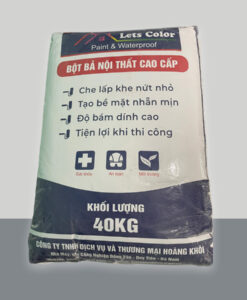 Lets Color
Paint & Waterproof
BỘT BẢ NỘI THẤT CAO CẤP
Che lấp khe nứt nhỏ
Tạo bề mặt nhẵn mịn
Độ bám dính cao
Tiện lợi khi thi công
KHỐI LƯỢNG
40KG
CÔNG TY TNHH DỊCH VỤ VÀ THƯƠNG MẠI HOÀNG KHÔI